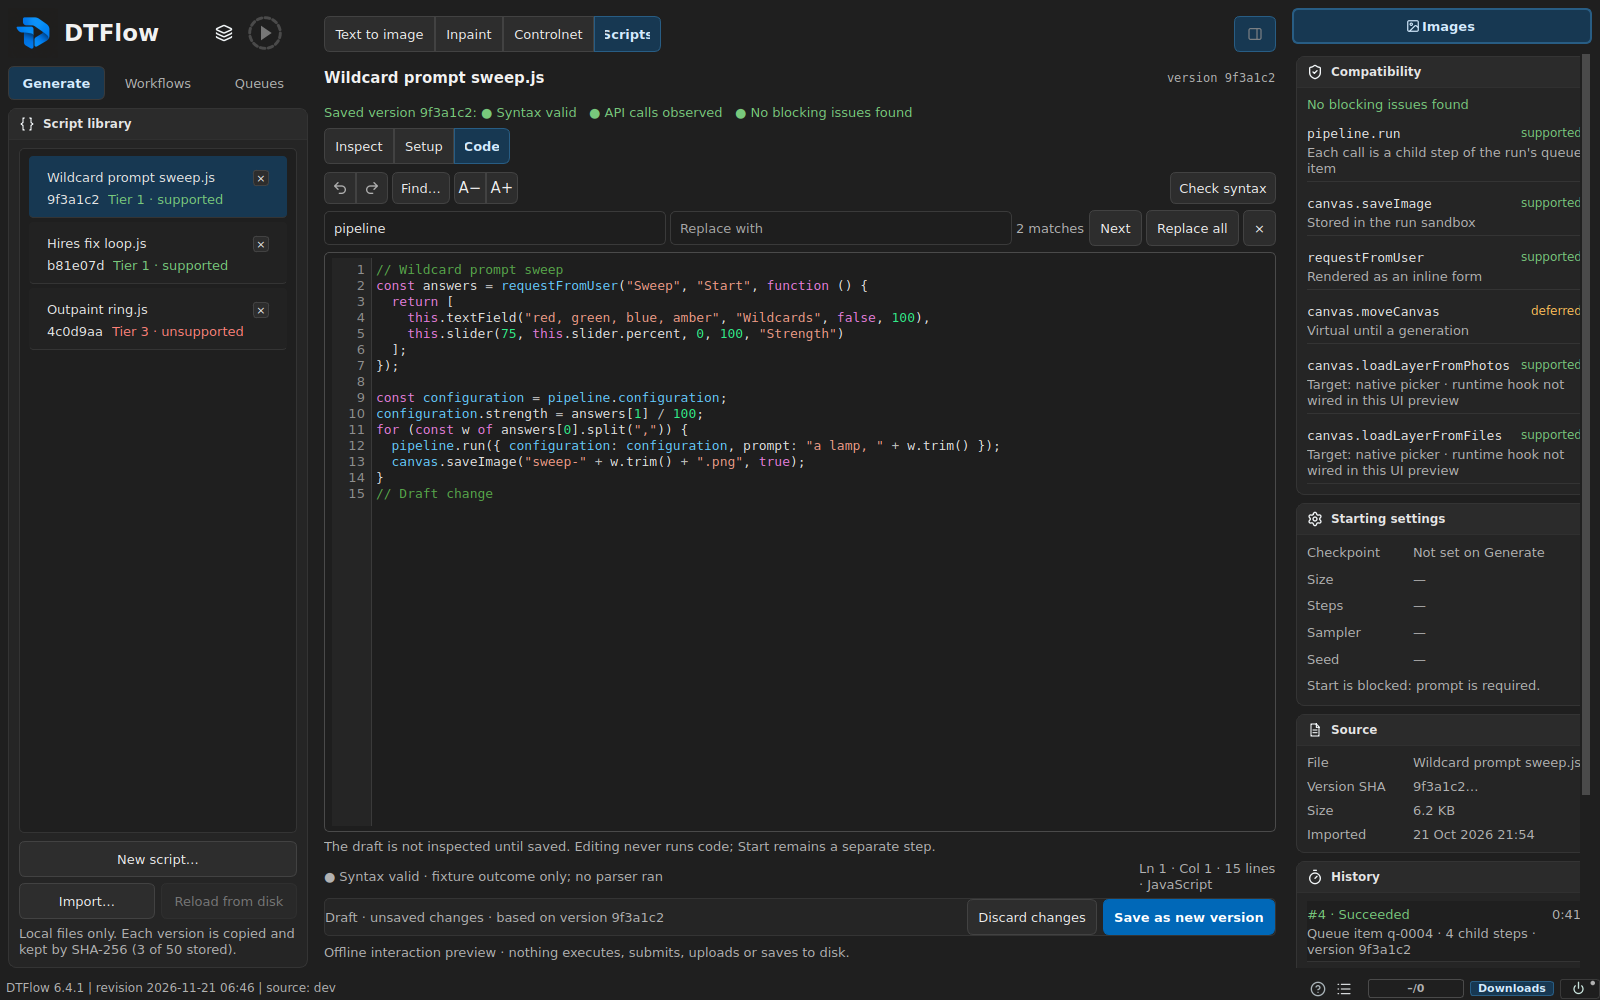 DTFlow
Generate
Workflows
Queues
Script library
Wildcard prompt sweep.js
9f3a1c2 Tier 1 · supported
Hires fix loop.js
b81e07d Tier 1 · supported
Outpaint ring.js
4c0d9aa Tier 3 · unsupported
New script...
Import...
Reload from disk
Local files only. Each version is copied and
kept by SHA-256 (3 of 50 stored).
Text to image
Inpaint
Controlnet
Scripts
Wildcard prompt sweep.js
version 9f3a1c2
Saved version 9f3a1c2: ● Syntax valid ● API calls observed ● No blocking issues found
Inspect
Setup
Code
Find...
A−
A+
Check syntax
pipeline
Replace with
2 matches
Next
Replace all
×
1 // Wildcard prompt sweep
2 const answers = requestFromUser("Sweep", "Start", function () {
3   return [
4     this.textField("red, green, blue, amber", "Wildcards", false, 100),
5     this.slider(75, this.slider.percent, 0, 100, "Strength")
6   ];
7 });
8
9 const configuration = pipeline.configuration;
10 configuration.strength = answers[1] / 100;
11 for (const w of answers[0].split(",")) {
12   pipeline.run({ configuration: configuration, prompt: "a lamp, " + w.trim() });
13   canvas.saveImage("sweep-" + w.trim() + ".png", true);
14 }
15 // Draft change
The draft is not inspected until saved. Editing never runs code; Start remains a separate step.
● Syntax valid · fixture outcome only; no parser ran
Ln 1 · Col 1 · 15 lines
· JavaScript
Draft · unsaved changes · based on version 9f3a1c2
Discard changes
Save as new version
Offline interaction preview · nothing executes, submits, uploads or saves to disk.
Images
Compatibility
No blocking issues found
pipeline.run supported
Each call is a child step of the run's queue
item
canvas.saveImage supported
Stored in the run sandbox
requestFromUser supported
Rendered as an inline form
canvas.moveCanvas deferred
Virtual until a generation
canvas.loadLayerFromPhotos supported
Target: native picker · runtime hook not
wired in this UI preview
canvas.loadLayerFromFiles supported
Target: native picker · runtime hook not
wired in this UI preview
Starting settings
Checkpoint Not set on Generate
Size —
Steps —
Sampler —
Seed —
Start is blocked: prompt is required.
Source
File Wildcard prompt sweep.js
Version SHA 9f3a1c2...
Size 6.2 KB
Imported 21 Oct 2026 21:54
History
#4 · Succeeded 0:41
Queue item q-0004 · 4 child steps ·
version 9f3a1c2
DTFlow 6.4.1 | revision 2026-11-21 06:46 | source: dev
–/0
Downloads